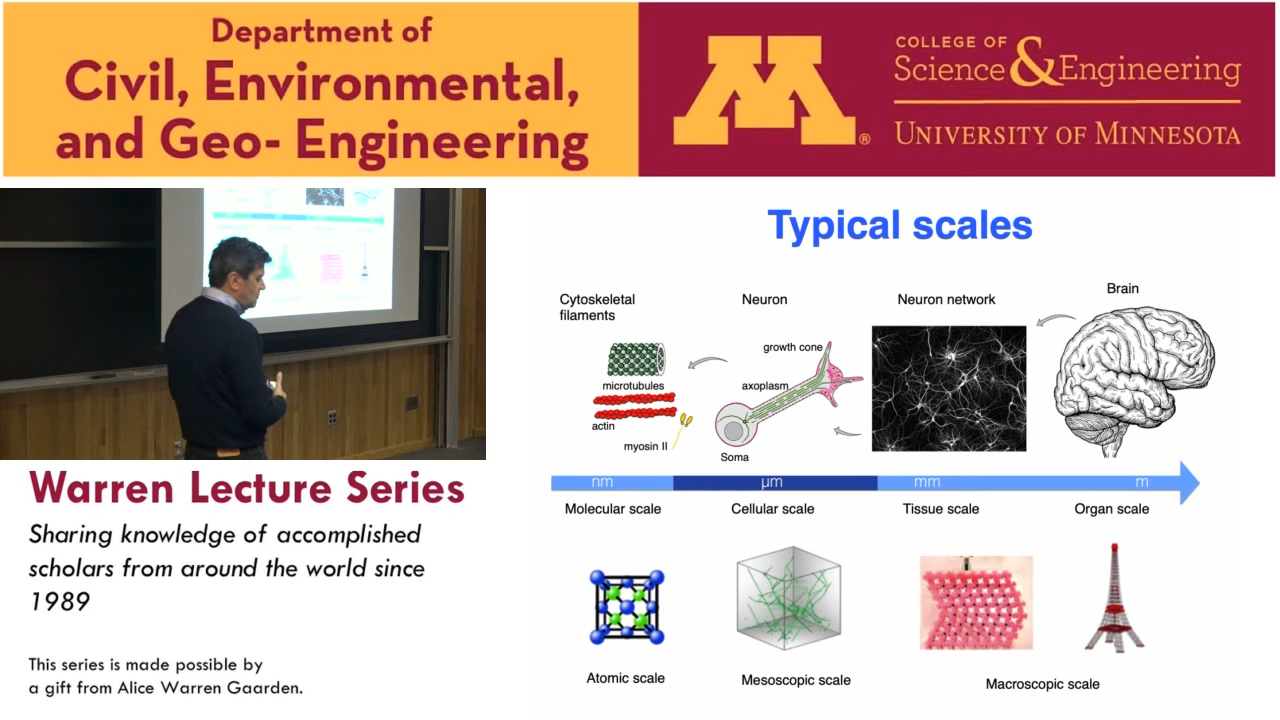 Department of
Civil, Environmental,
and Geo- Engineering
M®
COLLEGE OF
Science & Engineering
UNIVERSITY OF MINNESOTA
Warren Lecture Series
Sharing knowledge of accomplished
scholars from around the world since
1989
This series is made possible by
a gift from Alice Warren Gaarden.
Typical scales
Cytoskeletal
filaments
Neuron
Neuron network
Brain
growth cone
microtubules
axoplasm
actin
myosin II
Soma
nm
µm
mm
m
Molecular scale
Cellular scale
Tissue scale
Organ scale
Atomic scale
Mesoscopic scale
Macroscopic scale